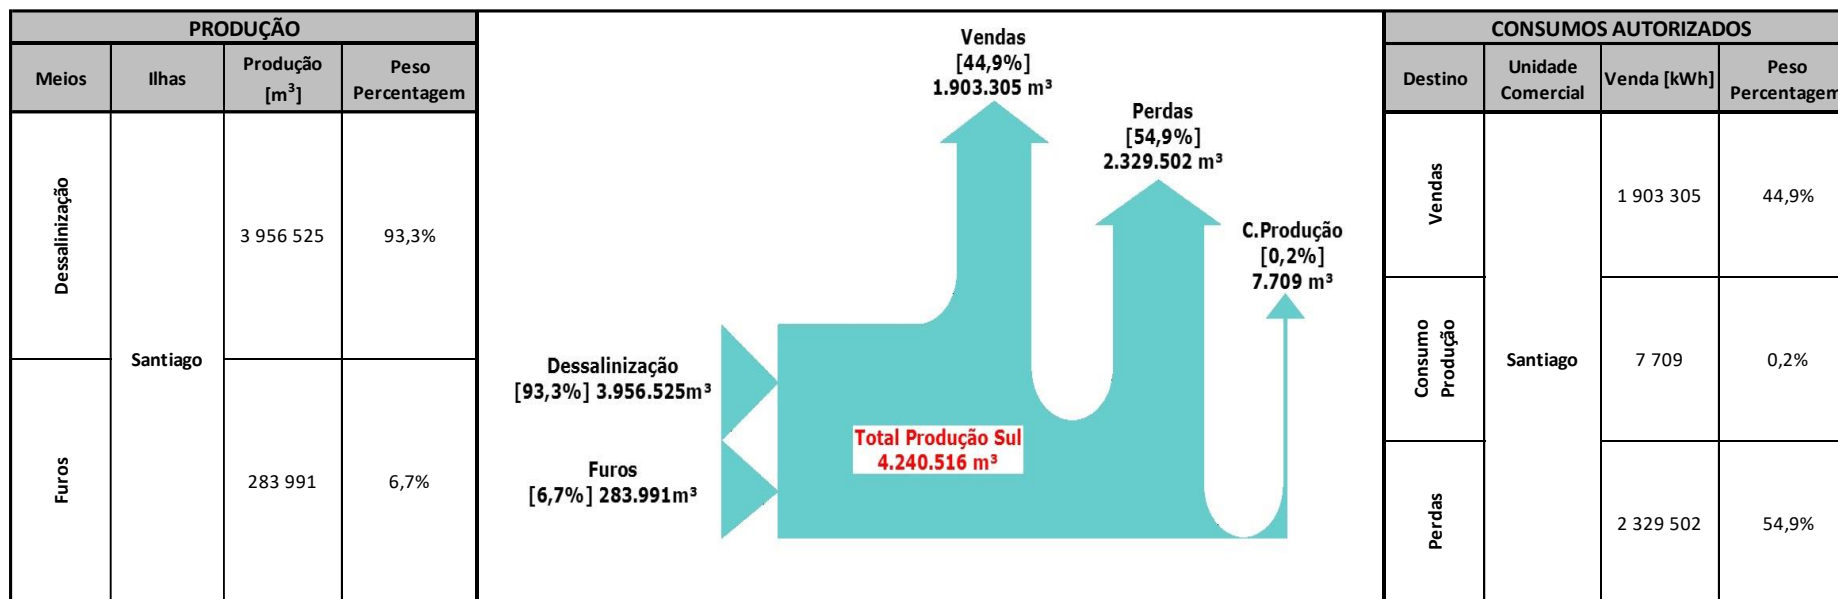 PRODUÇÃO
Meios Ilhas Produção [m³] Peso Percentagem
Dessalinização
Santiago
3 956 525 93,3%
Furos
283 991 6,7%
Vendas
[44,9%]
1.903.305 m³
Perdas
[54,9%]
2.329.502 m³
C.Produção
[0,2%]
7.709 m³
Dessalinização
[93,3%] 3.956.525m³
Total Produção Sul
4.240.516 m³
Furos
[6,7%] 283.991m³
CONSUMOS AUTORIZADOS
Destino Unidade Comercial Venda [kWh] Peso Percentagem
Vendas
1 903 305 44,9%
Consumo
Produção
Santiago
7 709 0,2%
Perdas
2 329 502 54,9%